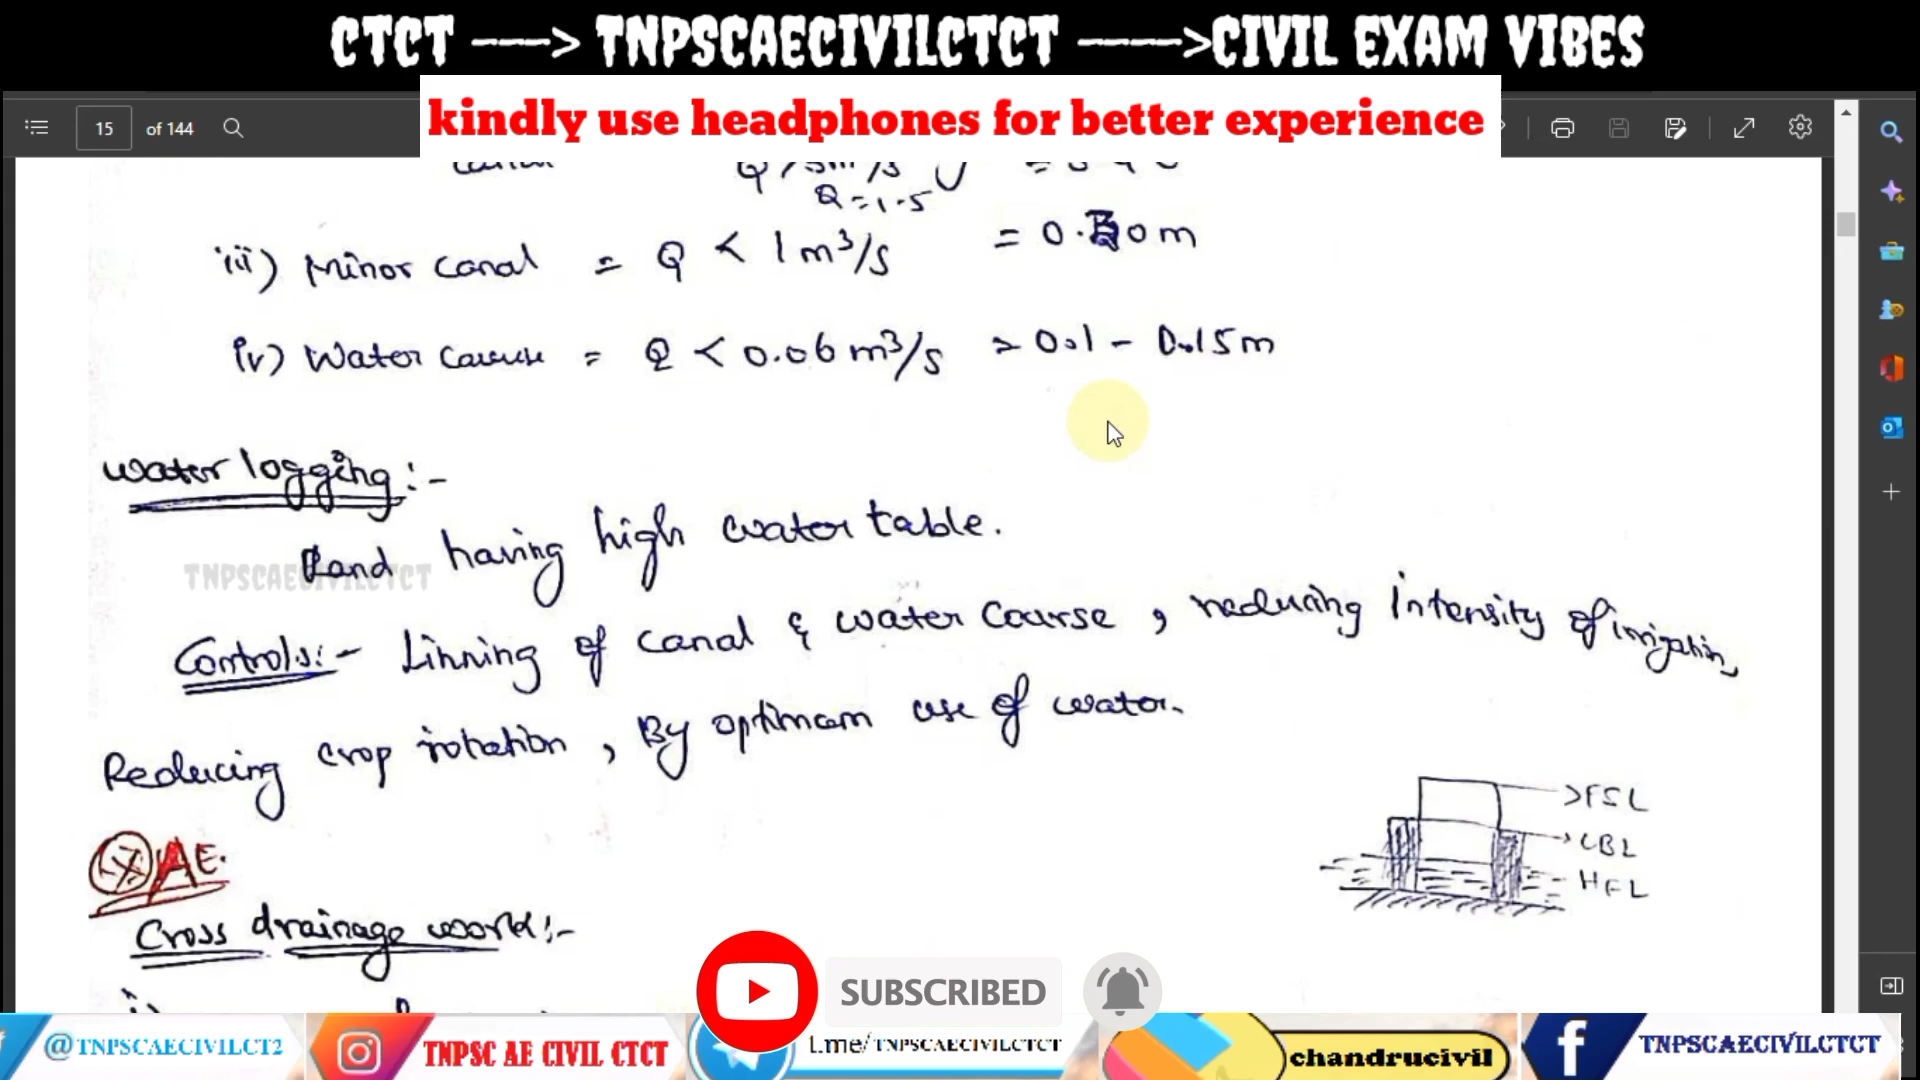 CTCT ---> TNPSCAECIVILCTCT ---->CIVIL EXAM VIBES
kindly use headphones for better experience
15 of 144
Q=1.5
iii) Minor canal = Q < 1m³/s = 0.30m
iv) Water course = Q < 0.06 m³/s = 0.1 - 0.15m
Water logging:-
Land having high water table.
TNPSCAECIVILCTCT
Controls:- Linning of canal & water course, reducing intensity of irrigation,
Reducing crop rotation, By optimum use of water.
FSL
CBL
HFL
AE.
Cross drainage work:-
SUBSCRIBED
@TNPSCAECIVILCT2
TNPSC AE CIVIL CTCT
t.me/TNPSCAECIVILCTCT
chandrucivil
TNPSCAECIVILCTCT